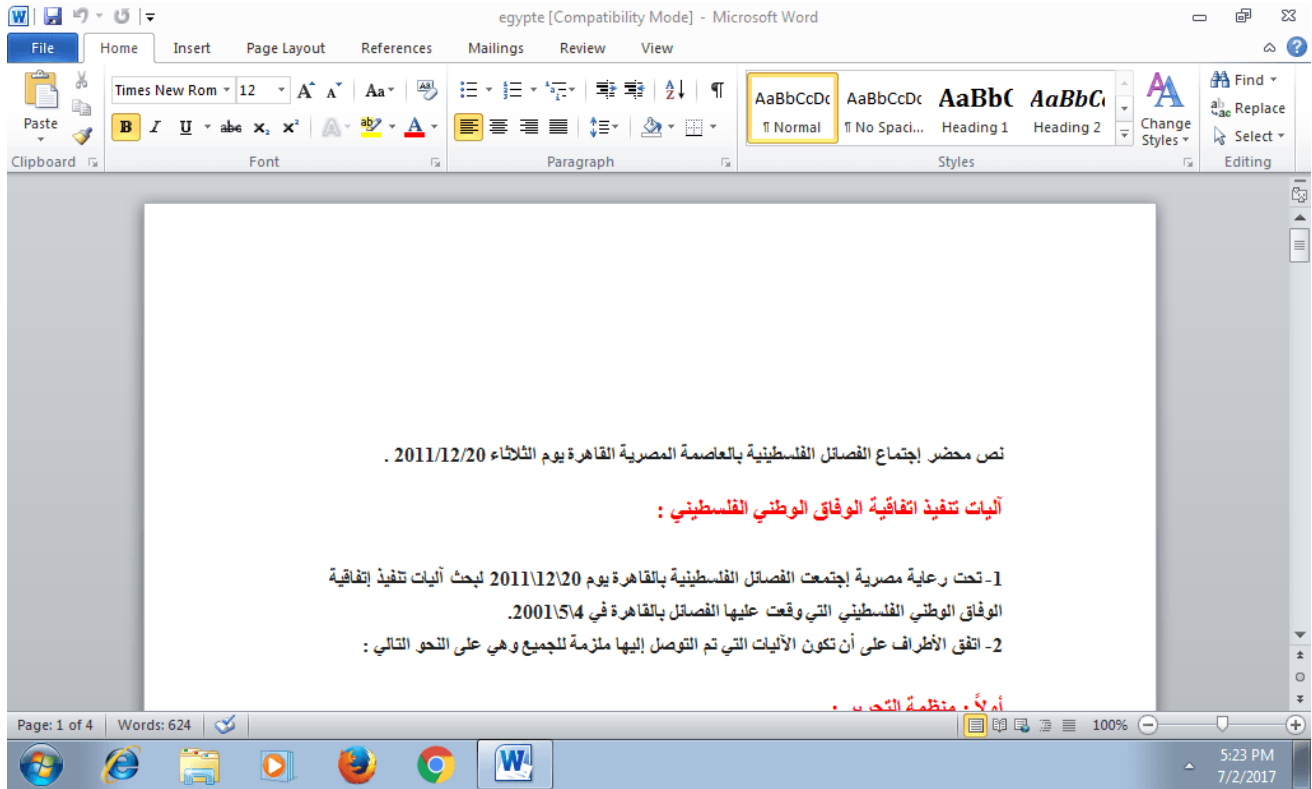 egypte [Compatibility Mode] - Microsoft Word
File Home Insert Page Layout References Mailings Review View
Paste
Clipboard
Times New Rom 12
Font
Paragraph
AaBbCcDc AaBbCcDc AaBbC AaBbCc
¶ Normal ¶ No Spaci... Heading 1 Heading 2
Styles
Change
Styles
Find
Replace
Select
Editing
نص محضر إجتماع الفصائل الفلسطينية بالعاصمة المصرية القاهرة يوم الثلاثاء 2011/12/20 .
آليات تنفيذ اتفاقية الوفاق الوطني الفلسطيني :
1- تحت رعاية مصرية إجتمعت الفصائل الفلسطينية بالقاهرة يوم 20\12\2011 لبحث آليات تنفيذ إتفاقية
الوفاق الوطني الفلسطيني التي وقعت عليها الفصائل بالقاهرة في 4\5\2001.
2- اتفق الأطراف على أن تكون الآليات التي تم التوصل إليها ملزمة للجميع وهي على النحو التالي :
أولاً : منظمة التحرير :
Page: 1 of 4 Words: 624 100%
5:23 PM
7/2/2017